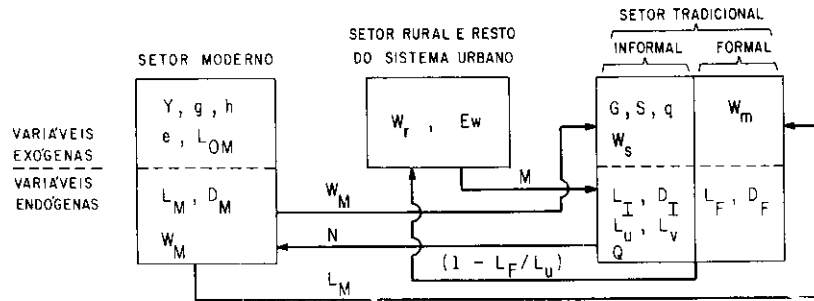 SETOR TRADICIONAL
SETOR RURAL E RESTO
DO SISTEMA URBANO
SETOR MODERNO
INFORMAL
FORMAL
VARIÁVEIS
EXÓGENAS
VARIÁVEIS
ENDÓGENAS
Y, g, h
e, L_OM
L_M, D_M
W_M
W_r, Ew
G, S, q
W_s
W_m
L_I, D_I
L_u, L_v
Q
L_F, D_F
M
W_M
N
(1 - L_F/L_u)
L_M